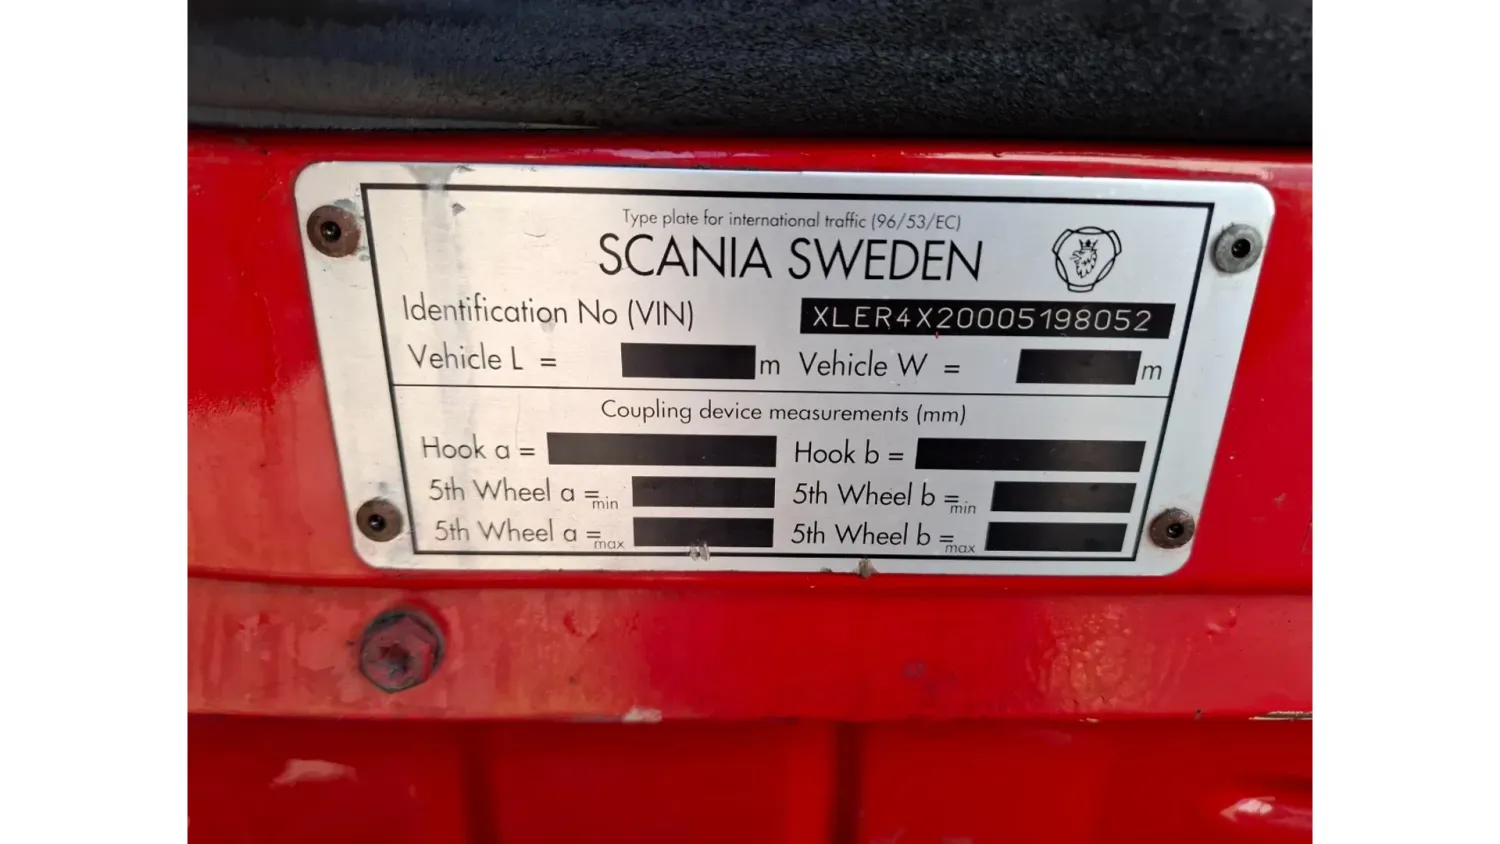 Type plate for international traffic (96/53/EC)
SCANIA SWEDEN
Identification No (VIN) XLER4X20005198052
Vehicle L = m Vehicle W = m
Coupling device measurements (mm)
Hook a = Hook b =
5th Wheel a =min 5th Wheel b =min
5th Wheel a =max 5th Wheel b =max